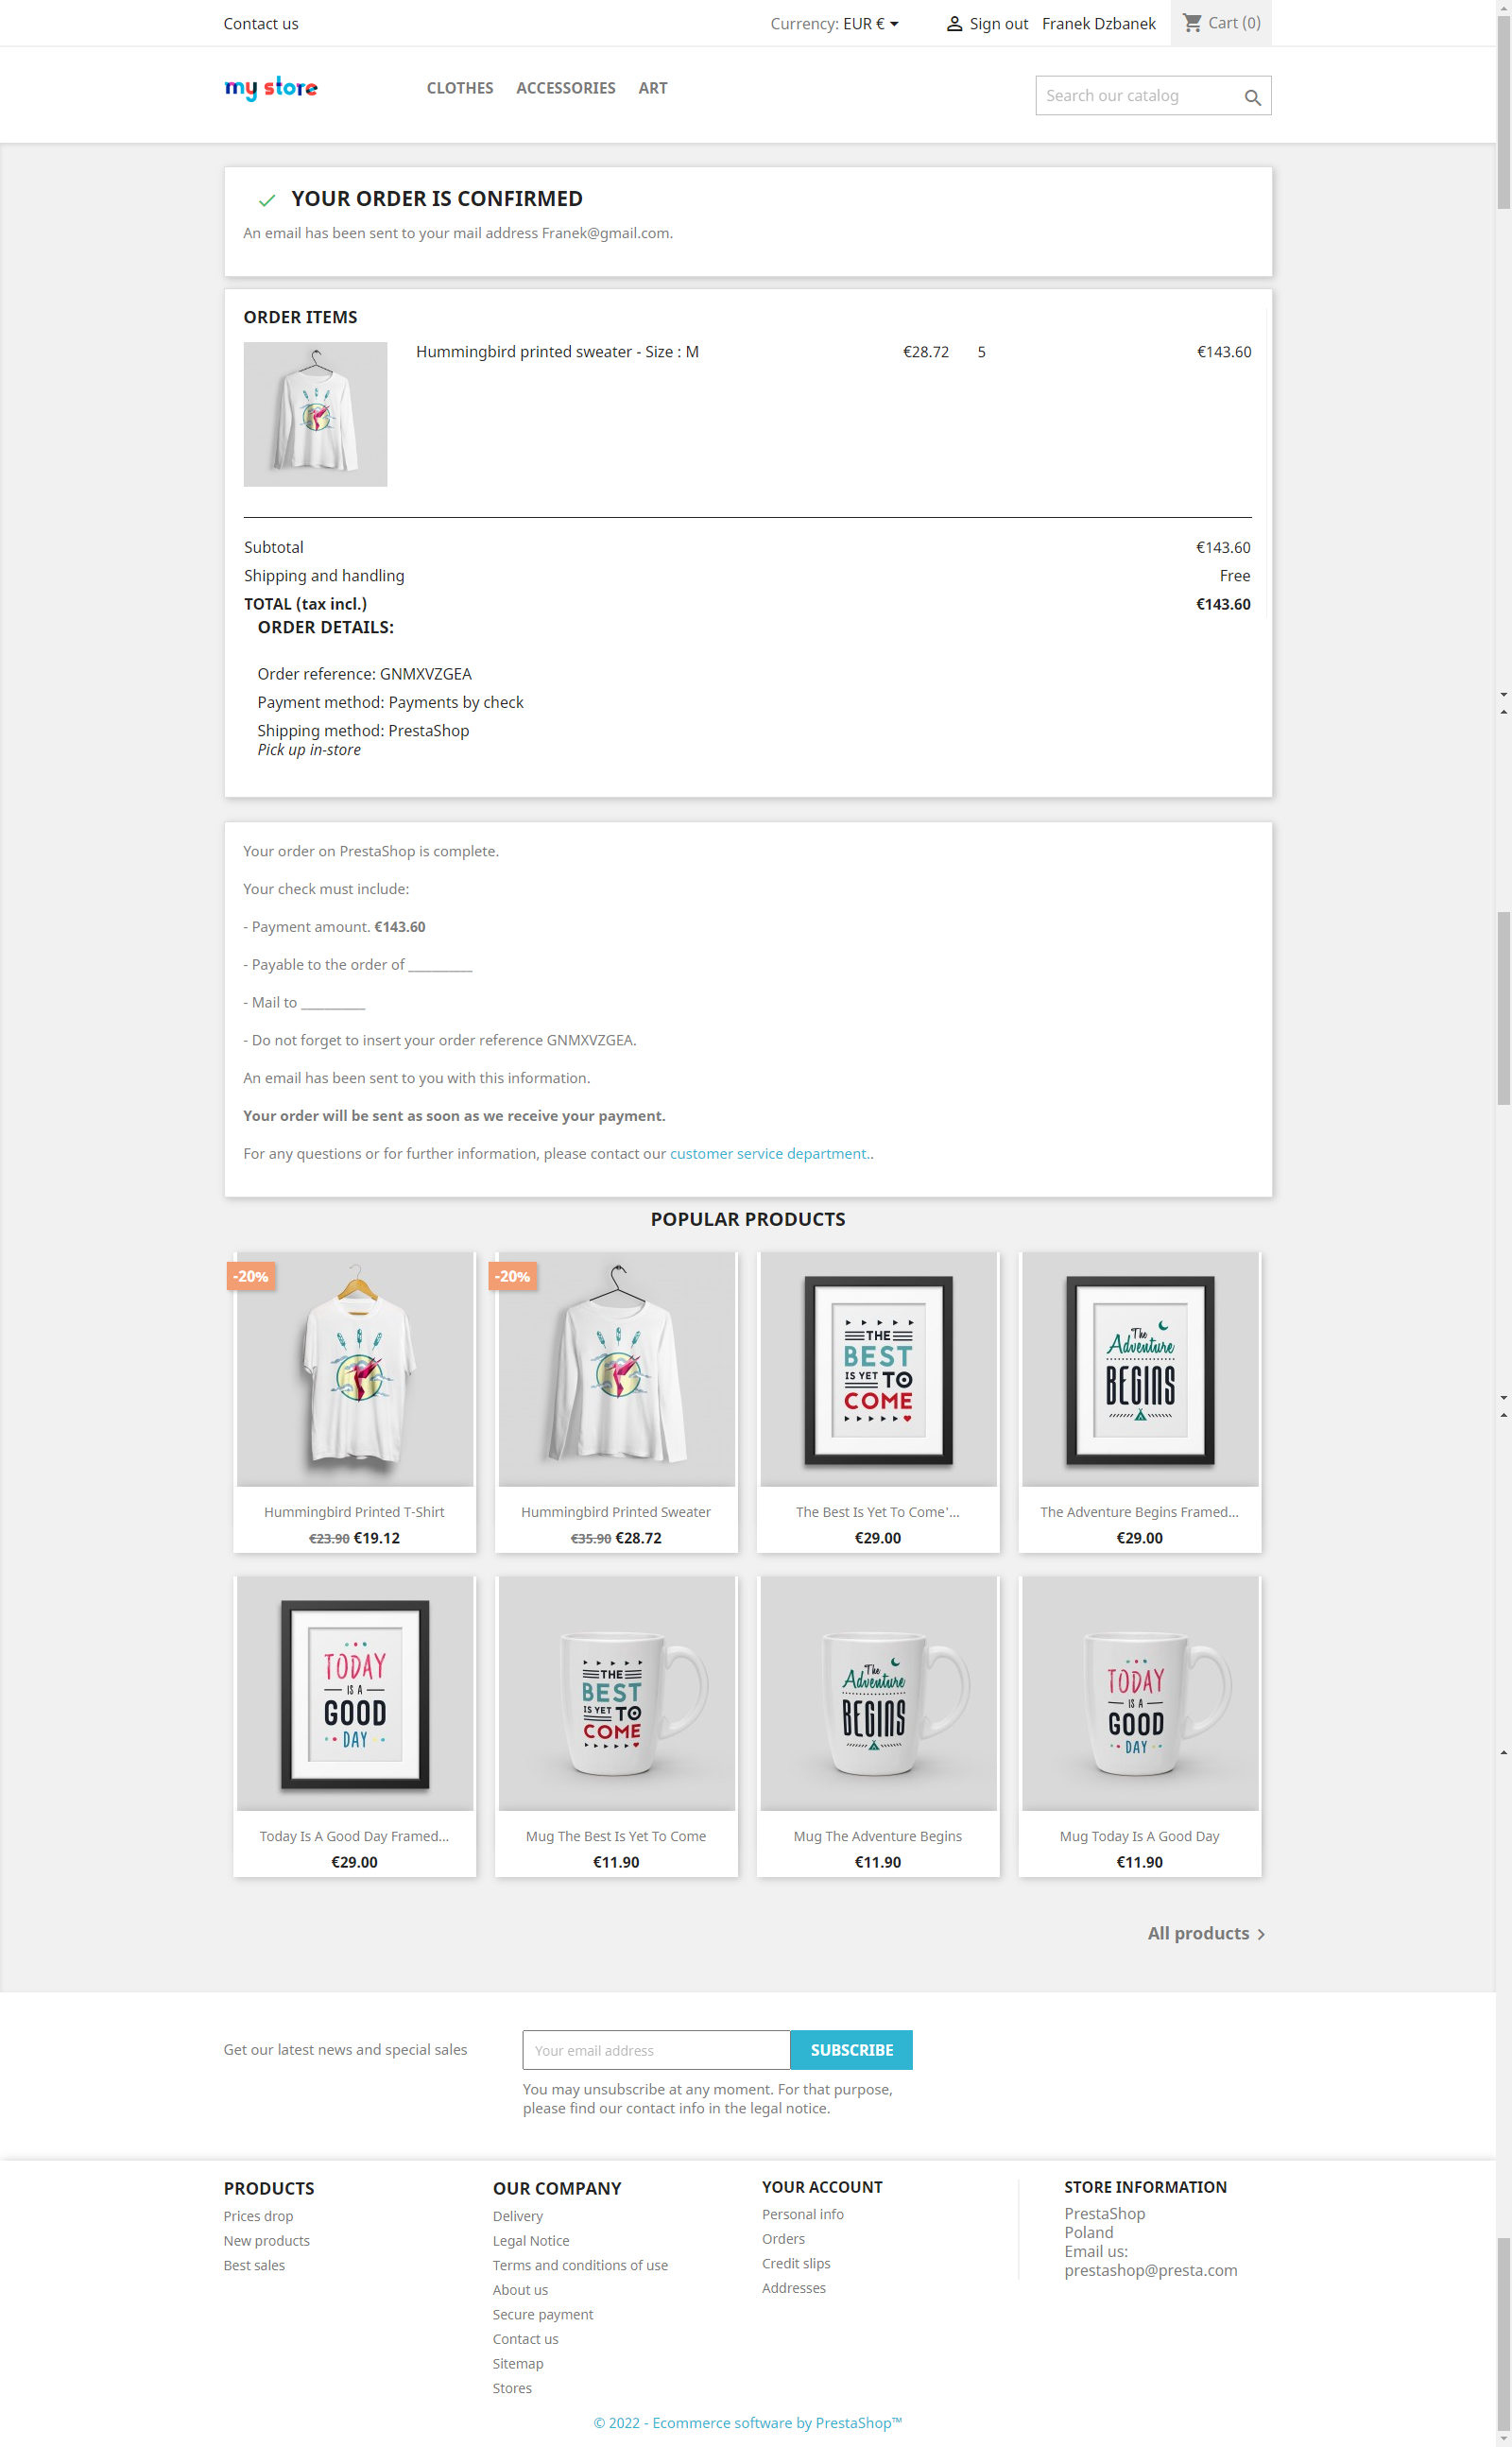 Contact us
Currency: EUR €
Sign out
Franek Dzbanek
Cart (0)
my store
CLOTHES
ACCESSORIES
ART
Search our catalog
YOUR ORDER IS CONFIRMED
An email has been sent to your mail address Franek@gmail.com.
ORDER ITEMS
Hummingbird printed sweater - Size : M
€28.72
5
€143.60
Subtotal
€143.60
Shipping and handling
Free
TOTAL (tax incl.)
€143.60
ORDER DETAILS:
Order reference: GNMXVZGEA
Payment method: Payments by check
Shipping method: PrestaShop
Pick up in-store
Your order on PrestaShop is complete.
Your check must include:
- Payment amount. €143.60
- Payable to the order of __________
- Mail to __________
- Do not forget to insert your order reference GNMXVZGEA.
An email has been sent to you with this information.
Your order will be sent as soon as we receive your payment.
For any questions or for further information, please contact our customer service department..
POPULAR PRODUCTS
-20%
-20%
THE
BEST
IS YET TO
COME
The
Adventure
BEGINS
Hummingbird Printed T-Shirt
€23.90 €19.12
Hummingbird Printed Sweater
€35.90 €28.72
The Best Is Yet To Come'...
€29.00
The Adventure Begins Framed...
€29.00
TODAY
IS A
GOOD
DAY
THE
BEST
IS YET TO
COME
The
Adventure
BEGINS
TODAY
IS A
GOOD
DAY
Today Is A Good Day Framed...
€29.00
Mug The Best Is Yet To Come
€11.90
Mug The Adventure Begins
€11.90
Mug Today Is A Good Day
€11.90
All products
Get our latest news and special sales
Your email address
SUBSCRIBE
You may unsubscribe at any moment. For that purpose,
please find our contact info in the legal notice.
PRODUCTS
Prices drop
New products
Best sales
OUR COMPANY
Delivery
Legal Notice
Terms and conditions of use
About us
Secure payment
Contact us
Sitemap
Stores
YOUR ACCOUNT
Personal info
Orders
Credit slips
Addresses
STORE INFORMATION
PrestaShop
Poland
Email us:
prestashop@presta.com
© 2022 - Ecommerce software by PrestaShop™